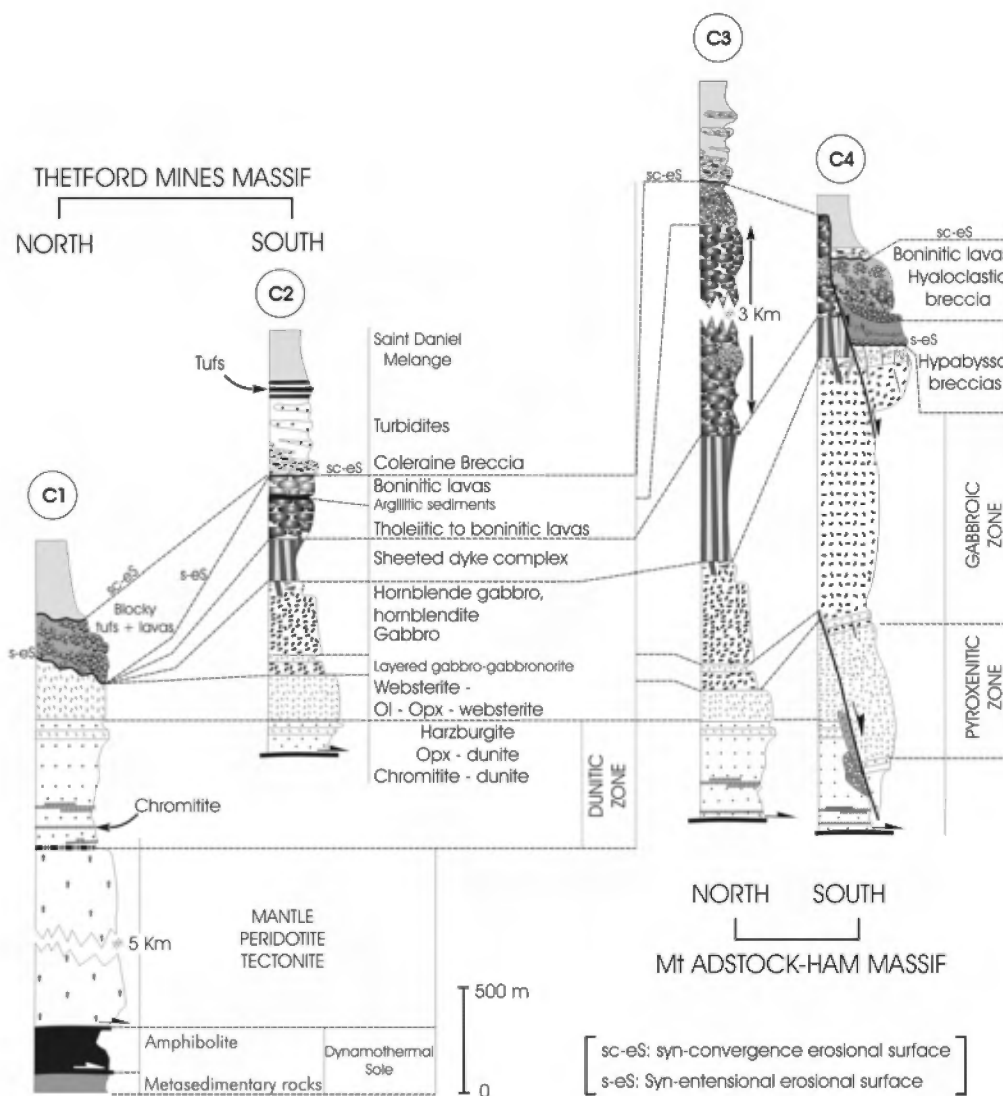 C3
C4
THETFORD MINES MASSIF
NORTH
SOUTH
C2
Tufs
C1
sc-eS
s-eS
Blocky
tufs + lavas
s-eS
Chromitite
5 Km
sc-eS
Saint Daniel
Melange
Turbidites
Coleraine Breccia
Boninitic lavas
Argillitic sediments
Tholeiitic to boninitic lavas
Sheeted dyke complex
Hornblende gabbro,
hornblendite
Gabbro
Layered gabbro-gabbronorite
Websterite -
Ol - Opx - websterite
Harzburgite
Opx - dunite
Chromitite - dunite
DUNITIC
ZONE
MANTLE
PERIDOTITE
TECTONITE
Amphibolite
Metasedimentary rocks
Dynamothermal
Sole
500 m
0
sc-eS
3 Km
sc-eS
Boninitic lavas
Hyaloclastic
breccia
s-eS
Hypabyssa
breccias
GABBROIC
ZONE
PYROXENITIC
ZONE
NORTH
SOUTH
Mt ADSTOCK-HAM MASSIF
sc-eS: syn-convergence erosional surface
s-eS: Syn-entensional erosional surface